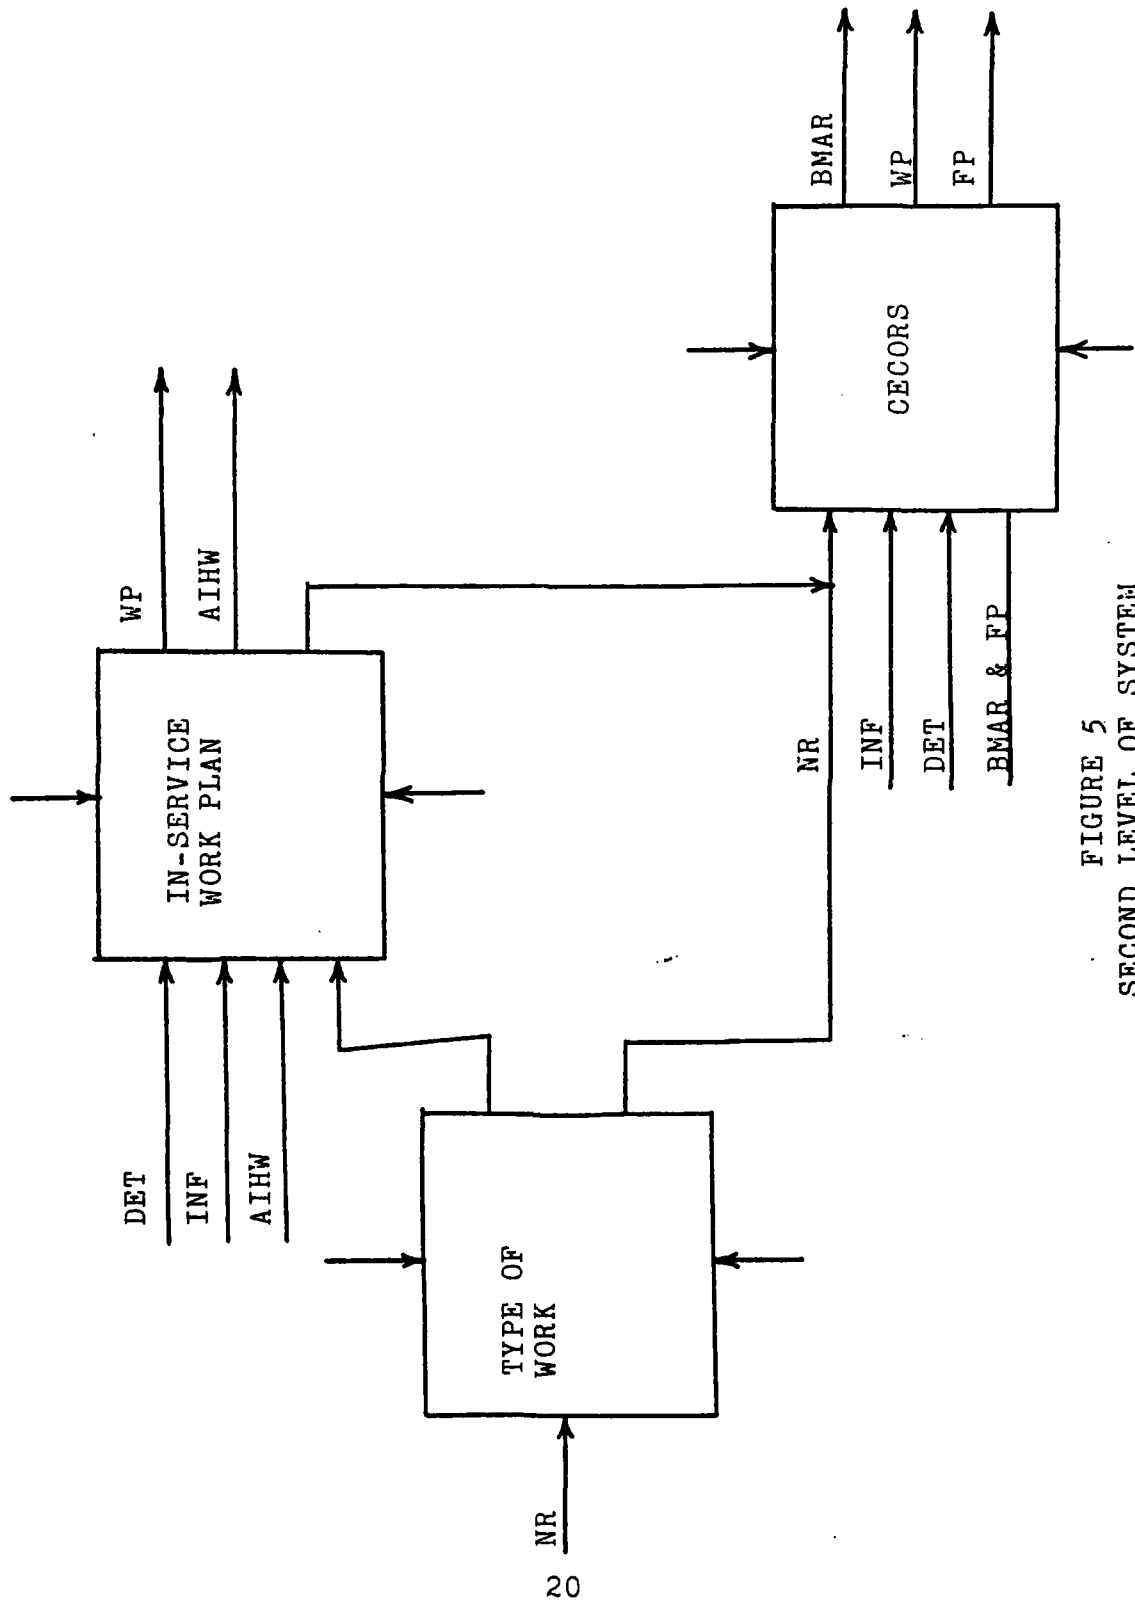 WP
AIHW
DET
INF
AIHW
IN-SERVICE
WORK PLAN
NR
TYPE OF
WORK
BMAR
WP
FP
NR
INF
DET
BMAR & FP
CECORS
FIGURE 5
SECOND LEVEL OF SYSTEM
20